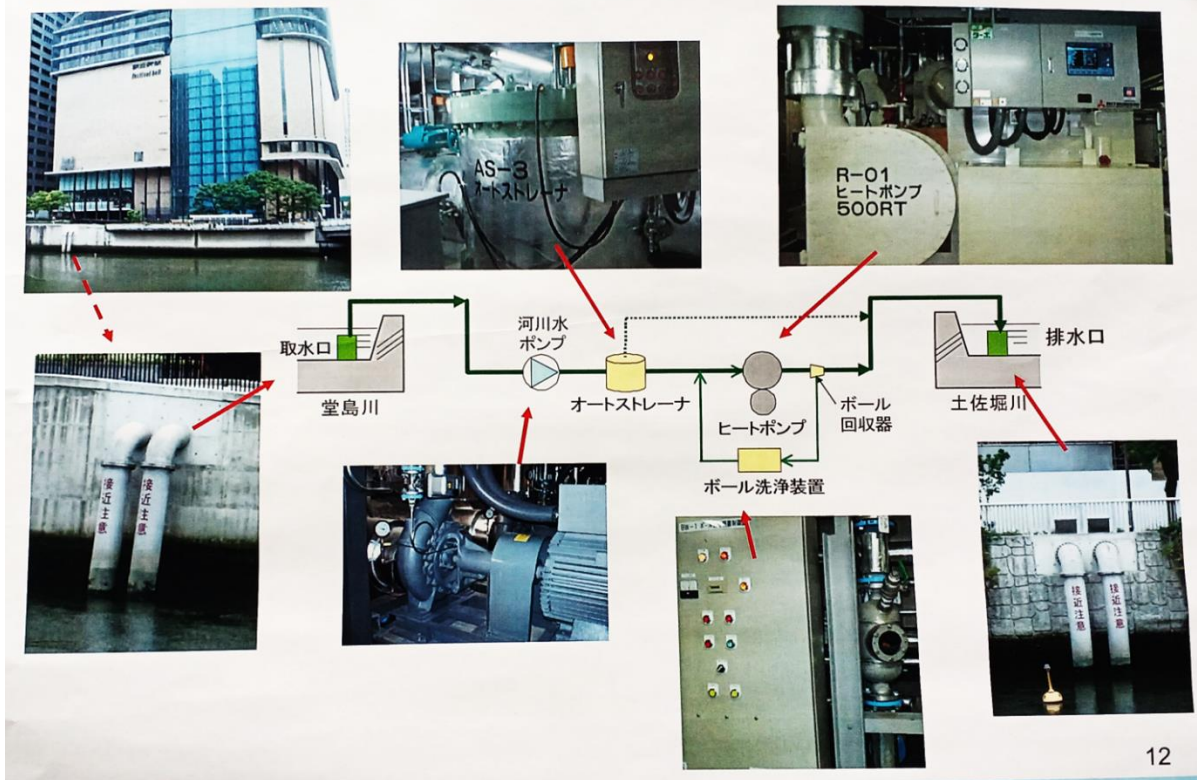 AS-3
オートストレーナ
R-01
ヒートポンプ
500RT
取水口
堂島川
河川水
ポンプ
オートストレーナ
ヒートポンプ
ボール
回収器
ボール洗浄装置
排水口
土佐堀川
接近注意
接近注意
接近注意
接近注意
12